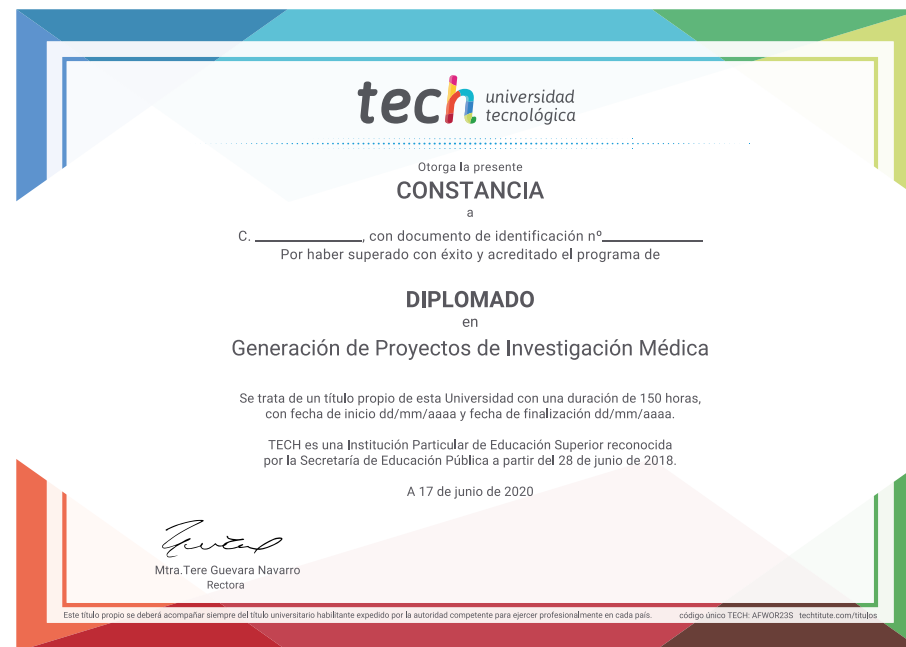 tech universidad
tecnológica
Otorga la presente
CONSTANCIA
a
C. ______________, con documento de identificación nº_____________
Por haber superado con éxito y acreditado el programa de
DIPLOMADO
en
Generación de Proyectos de Investigación Médica
Se trata de un título propio de esta Universidad con una duración de 150 horas,
con fecha de inicio dd/mm/aaaa y fecha de finalización dd/mm/aaaa.
TECH es una Institución Particular de Educación Superior reconocida
por la Secretaría de Educación Pública a partir del 28 de junio de 2018.
A 17 de junio de 2020
Mtra.Tere Guevara Navarro
Rectora
Este título propio se deberá acompañar siempre del título universitario habilitante expedido por la autoridad competente para ejercer profesionalmente en cada país. código único TECH: AFWOR23S techtitute.com/titulos